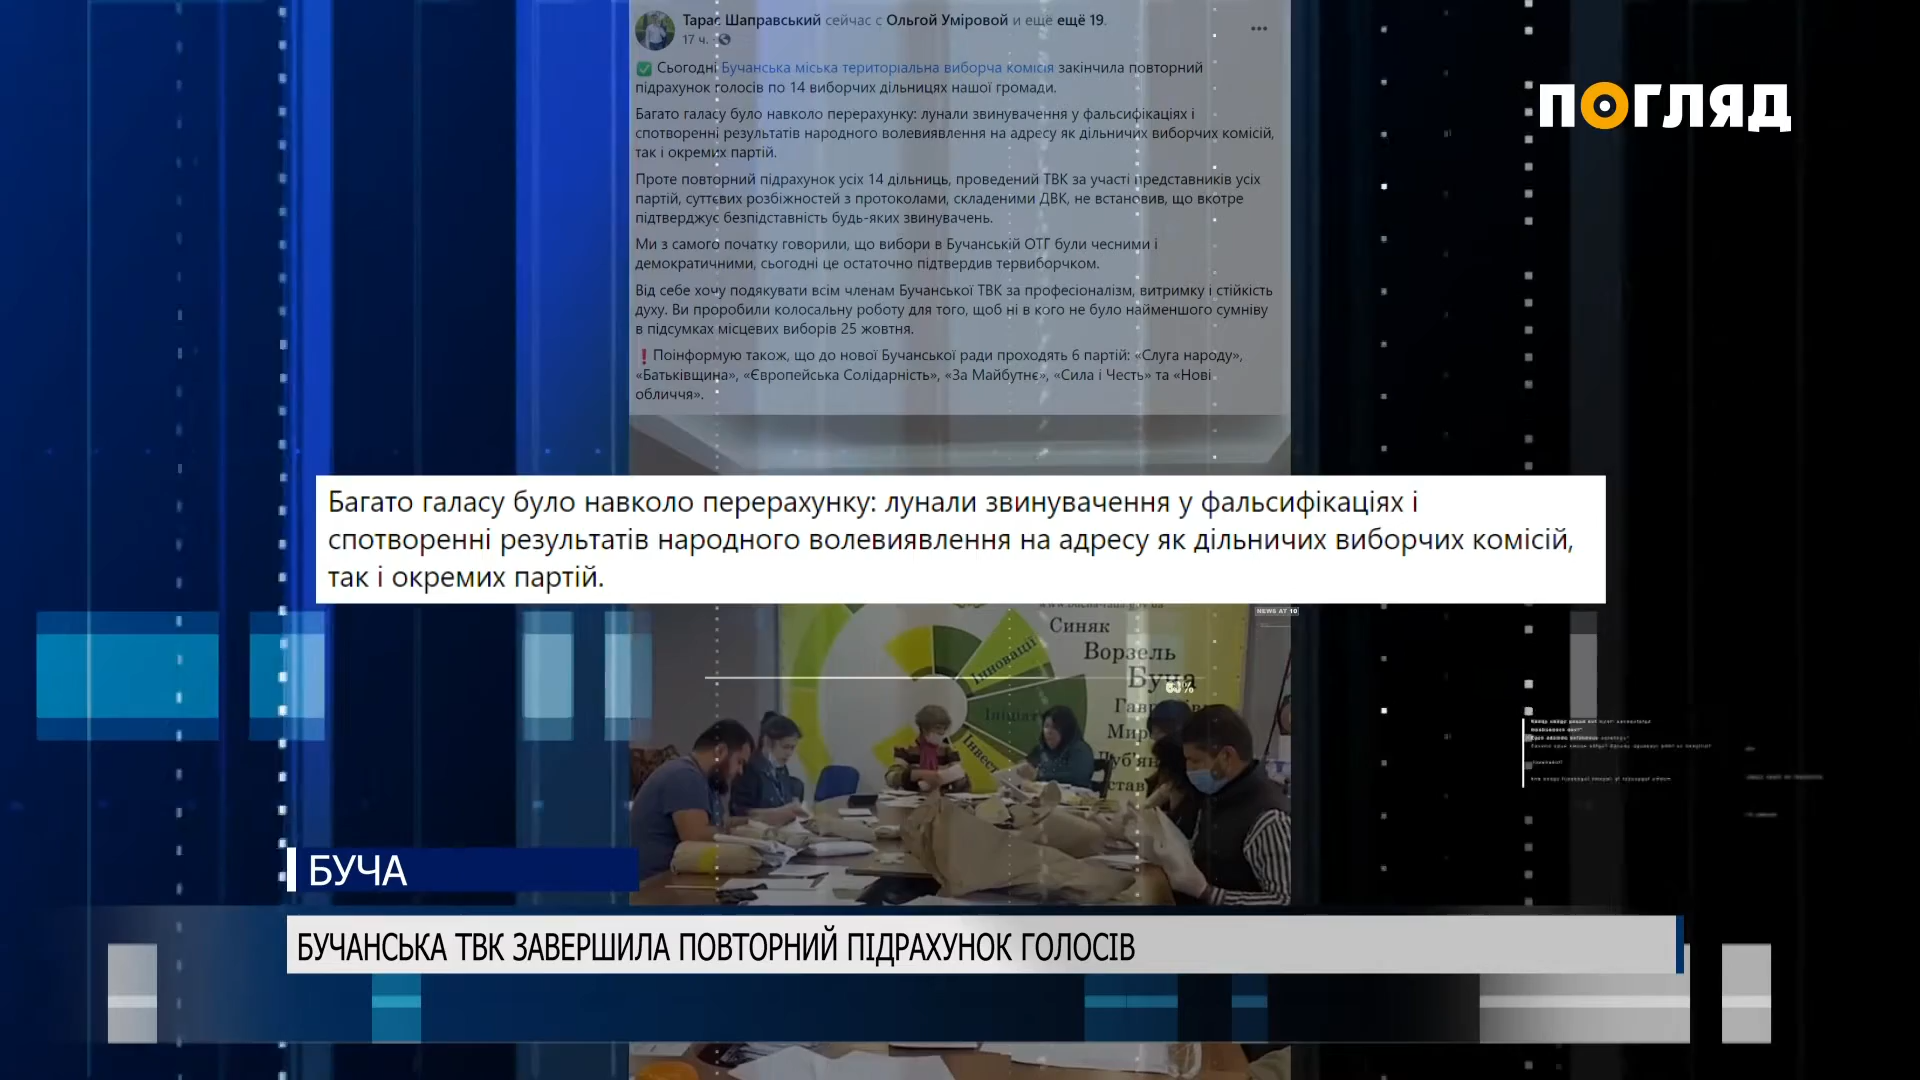 Тарас Шаправський сейчас с Ольгой Уміровой и ещё ещё 19.
17 ч.
ПОГЛЯД
Сьогодні Бучанська міська територіальна виборча комісія закінчила повторний
підрахунок голосів по 14 виборчих дільницях нашої громади.
Багато галасу було навколо перерахунку: лунали звинувачення у фальсифікаціях і
спотворенні результатів народного волевиявлення на адресу як дільничих виборчих комісій,
так і окремих партій.
Проте повторний підрахунок усіх 14 дільниць, проведений ТВК за участі представників усіх
партій, суттєвих розбіжностей з протоколами, складеними ДВК, не встановив, що вкотре
підтверджує безпідставність будь-яких звинувачень.
Ми з самого початку говорили, що вибори в Бучанській ОТГ були чесними і
демократичними, сьогодні це остаточно підтвердив тервиборчком.
Від себе хочу подякувати всім членам Бучанської ТВК за професіоналізм, витримку і стійкість
духу. Ви проробили колосальну роботу для того, щоб ні в кого не було найменшого сумніву
в підсумках місцевих виборів 25 жовтня.
Поінформую також, що до нової Бучанської ради проходять 6 партій: «Слуга народу»,
«Батьківщина», «Європейська Солідарність», «За Майбутнє», «Сила і Честь» та «Нові
обличчя».
Багато галасу було навколо перерахунку: лунали звинувачення у фальсифікаціях і
спотворенні результатів народного волевиявлення на адресу як дільничих виборчих комісій,
так і окремих партій.
NEWS AT 10
Синяк
Ворзель
Буча
Інновації
БУЧА
БУЧАНСЬКА ТВК ЗАВЕРШИЛА ПОВТОРНИЙ ПІДРАХУНОК ГОЛОСІВ